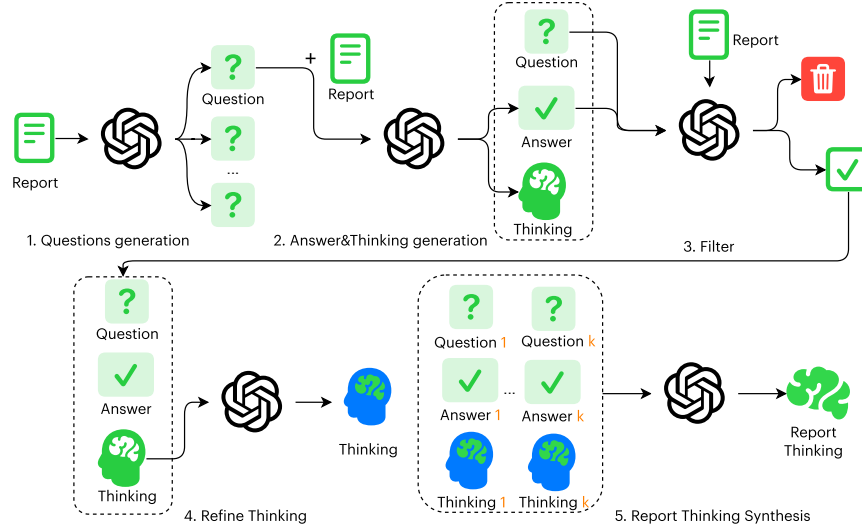 Report
Question
...
+
Report
Question
Answer
Thinking
Report
1. Questions generation
2. Answer&Thinking generation
3. Filter
Question
Answer
Thinking
Thinking
Question 1
Question k
...
Answer 1
Answer k
Thinking 1
Thinking k
Report
Thinking
4. Refine Thinking
5. Report Thinking Synthesis